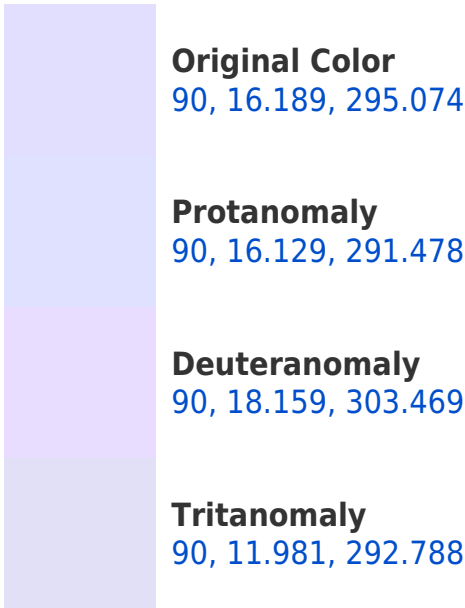 Original Color
90, 16.189, 295.074
Protanomaly
90, 16.129, 291.478
Deuteranomaly
90, 18.159, 303.469
Tritanomaly
90, 11.981, 292.788